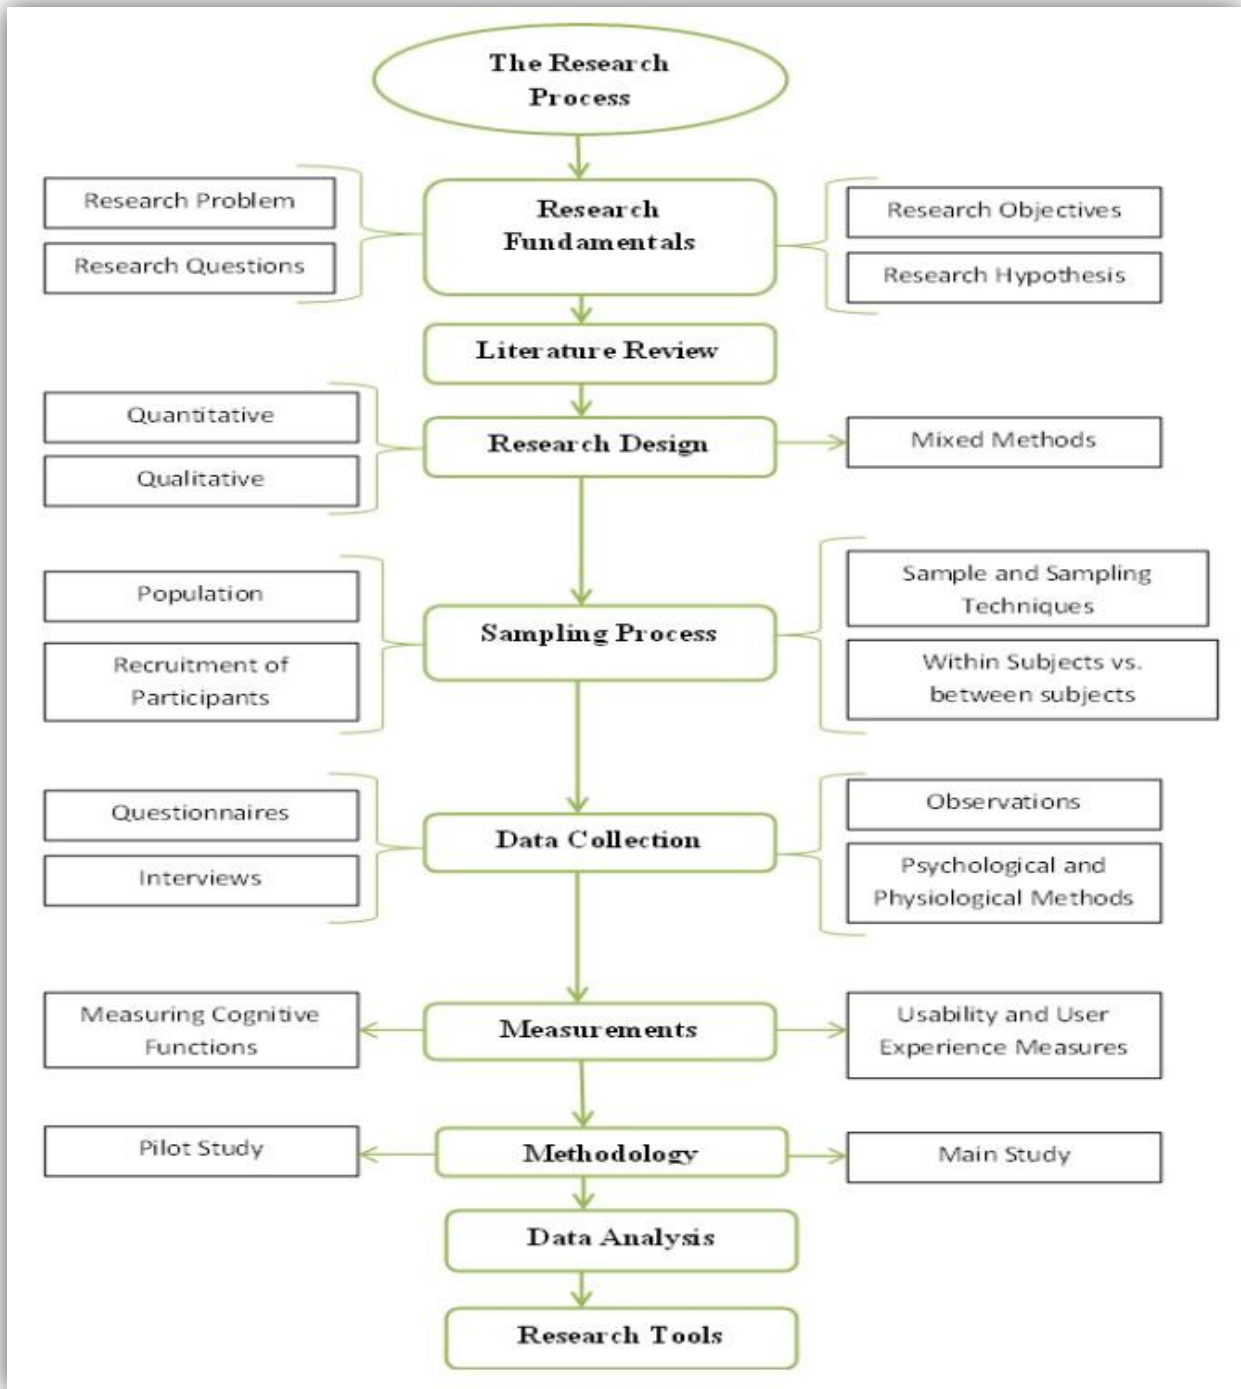 The Research
Process
Research Problem
Research Questions
Research
Fundamentals
Research Objectives
Research Hypothesis
Literature Review
Quantitative
Qualitative
Research Design
Mixed Methods
Population
Recruitment of
Participants
Sampling Process
Sample and Sampling
Techniques
Within Subjects vs.
between subjects
Questionnaires
Interviews
Data Collection
Observations
Psychological and
Physiological Methods
Measuring Cognitive
Functions
Measurements
Usability and User
Experience Measures
Pilot Study
Methodology
Main Study
Data Analysis
Research Tools